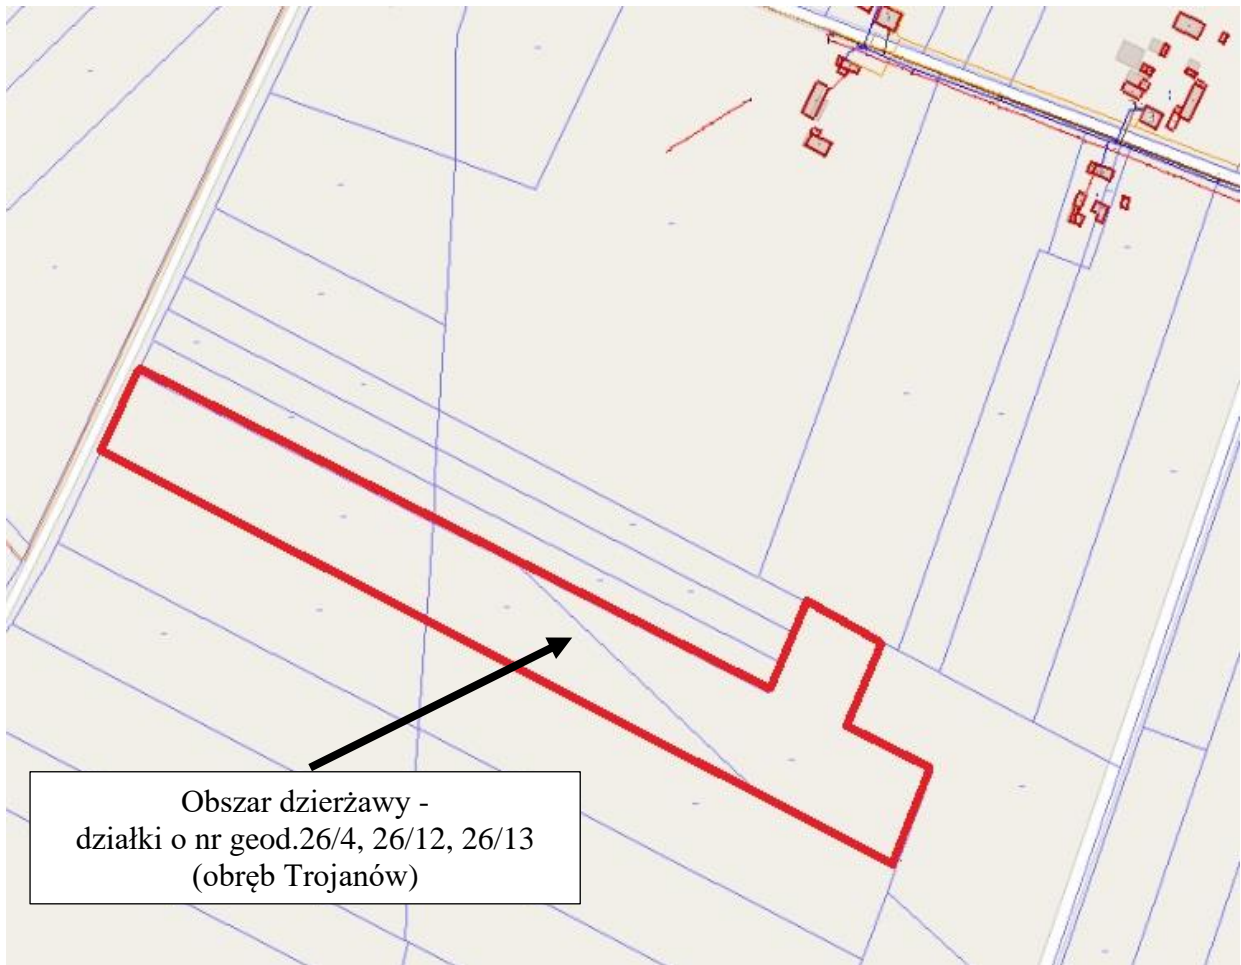 Obszar dzierżawy -
działki o nr geod.26/4, 26/12, 26/13
(obręb Trojanów)